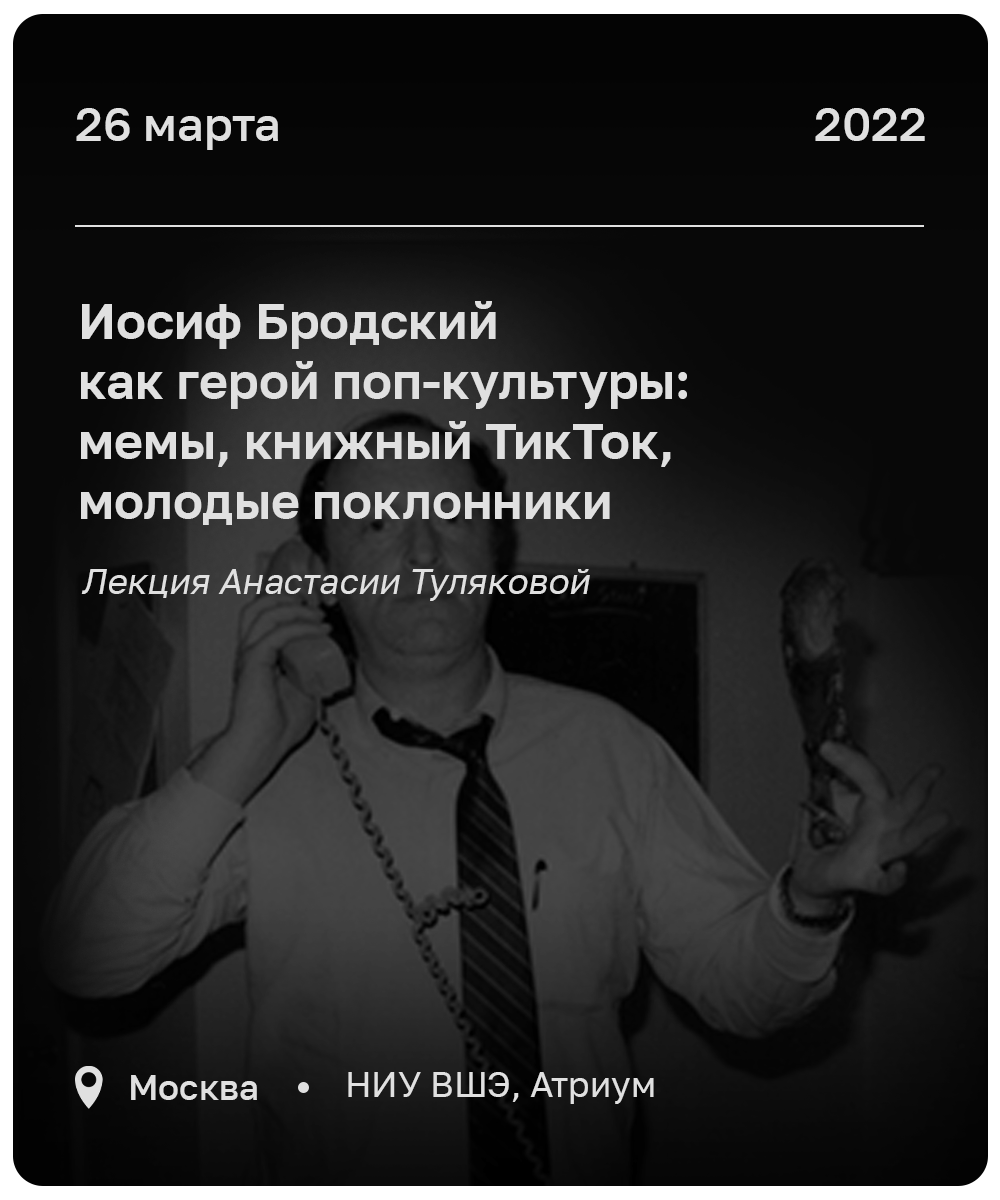 26 марта
2022
Иосиф Бродский
как герой поп-культуры:
мемы, книжный ТикТок,
молодые поклонники
Лекция Анастасии Туляковой
Москва • НИУ ВШЭ, Атриум